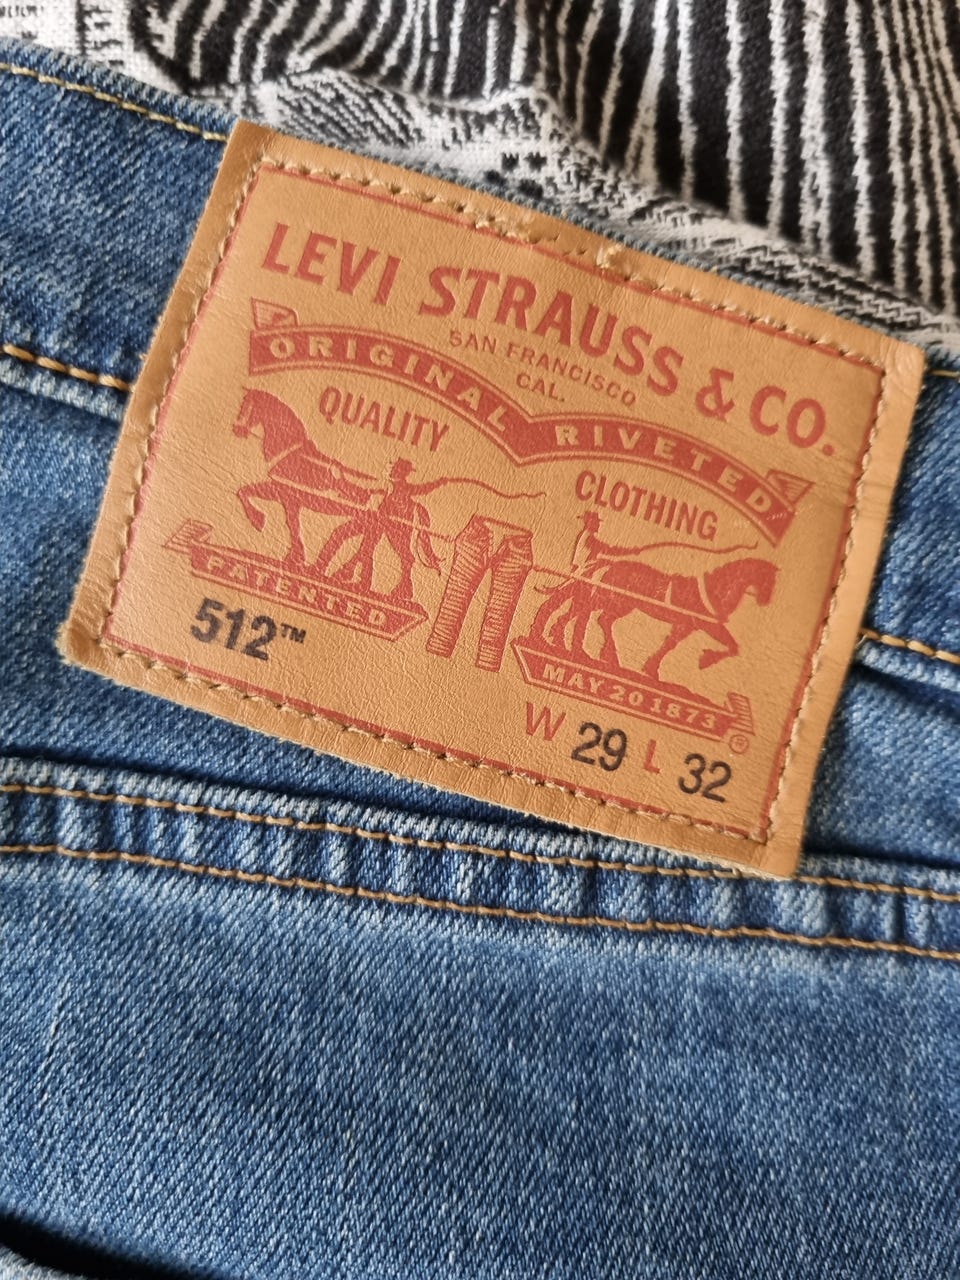 LEVI STRAUSS & CO.
SAN FRANCISCO
CAL.
ORIGINAL RIVETED
QUALITY
CLOTHING
PATENTED
MAY 20 1873
®
512™
W 29 L 32